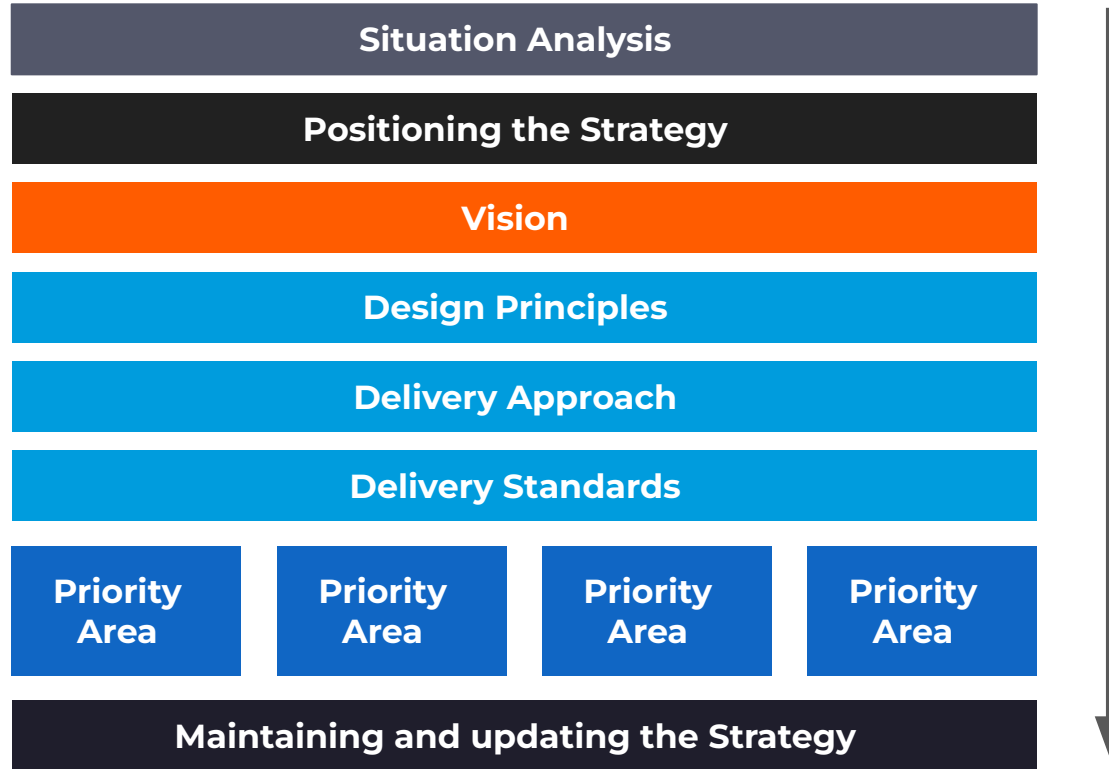 Situation Analysis
Positioning the Strategy
Vision
Design Principles
Delivery Approach
Delivery Standards
Priority
Area
Priority
Area
Priority
Area
Priority
Area
Maintaining and updating the Strategy